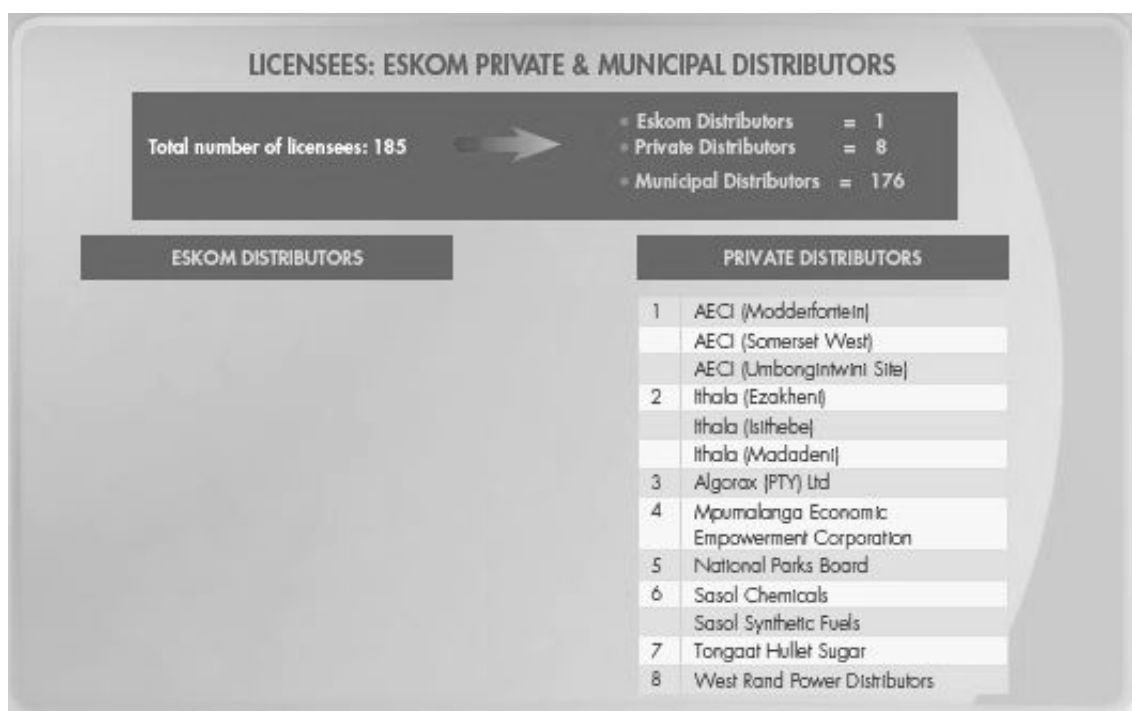 LICENSEES: ESKOM PRIVATE & MUNICIPAL DISTRIBUTORS
Total number of licensees: 185
• Eskom Distributors = 1
• Private Distributors = 8
• Municipal Distributors = 176
ESKOM DISTRIBUTORS
PRIVATE DISTRIBUTORS
1 AECI (Modderfontein)
AECI (Somerset West)
AECI (Umbongintwini Site)
2 Ithala (Ezakheni)
Ithala (Isithebe)
Ithala (Madadeni)
3 Algorax (PTY) Ltd
4 Mpumalanga Economic
Empowerment Corporation
5 National Parks Board
6 Sasol Chemicals
Sasol Synthetic Fuels
7 Tongaat Hullet Sugar
8 West Rand Power Distributors